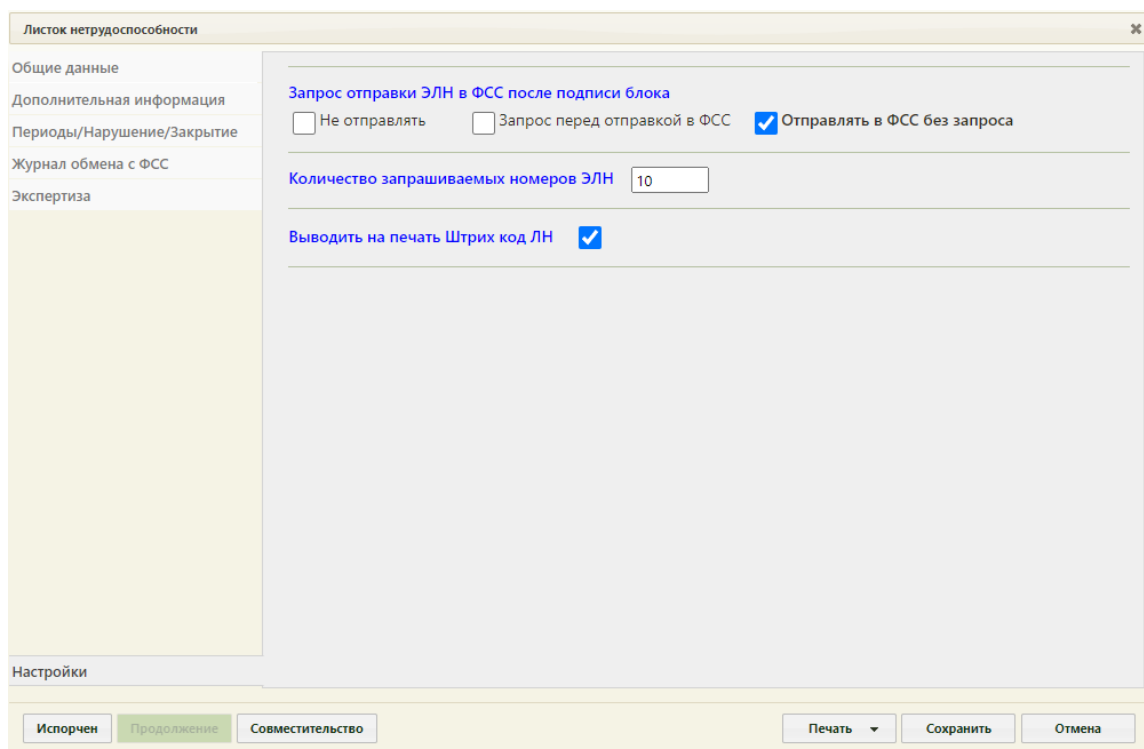 Листок нетрудоспособности
Общие данные
Дополнительная информация
Периоды/Нарушение/Закрытие
Журнал обмена с ФСС
Экспертиза
Настройки
Запрос отправки ЭЛН в ФСС после подписи блока
Не отправлять Запрос перед отправкой в ФСС Отправлять в ФСС без запроса
Количество запрашиваемых номеров ЭЛН 10
Выводить на печать Штрих код ЛН
Испорчен Продолжение Совместительство Печать Сохранить Отмена